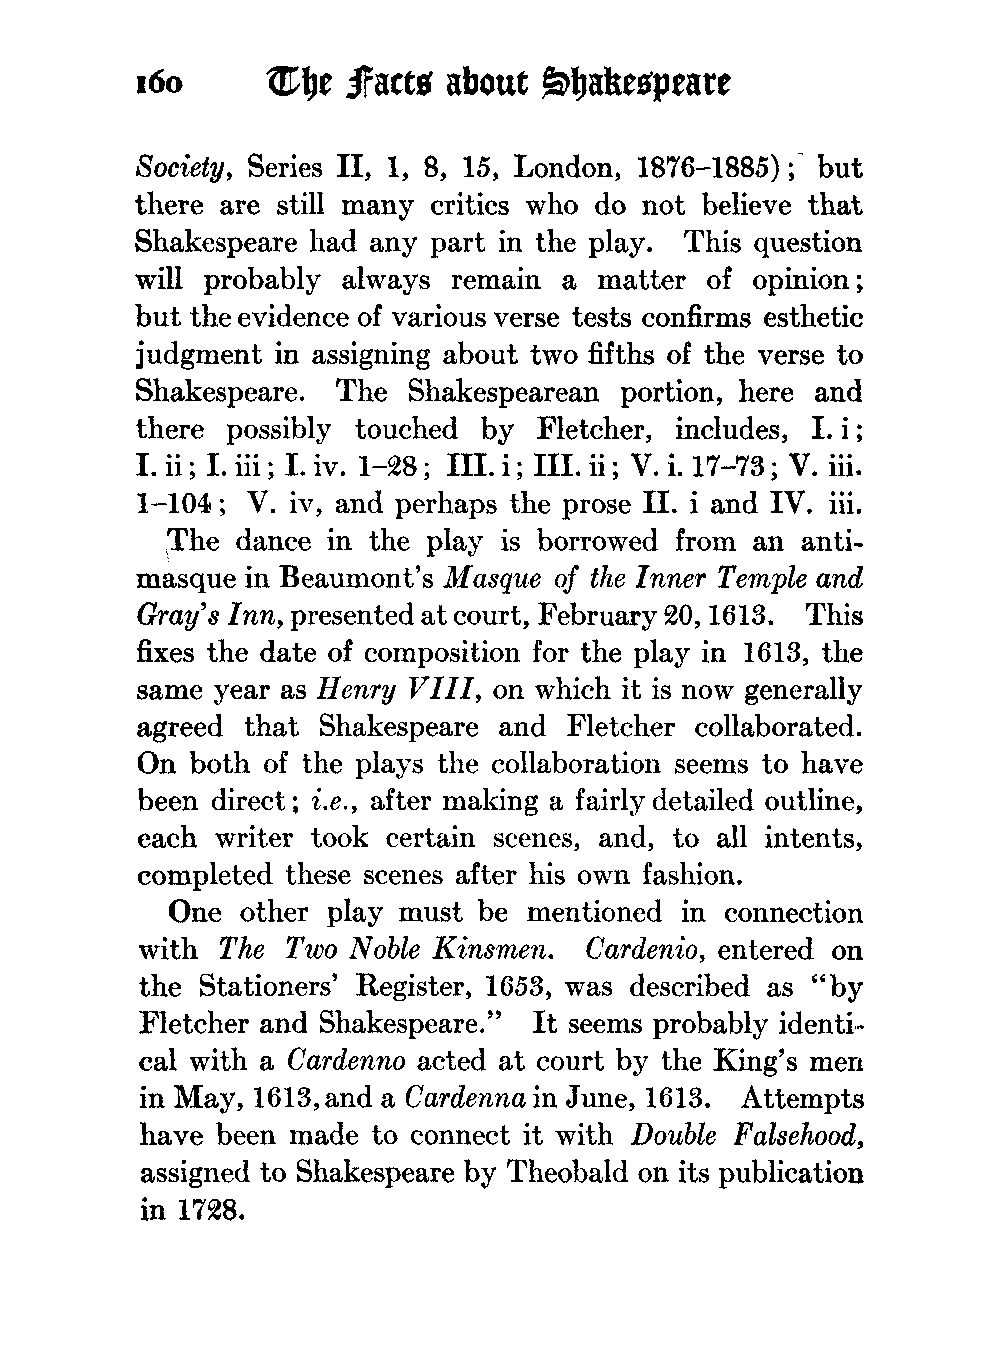 160 The Facts about Shakespeare
Society, Series II, 1, 8, 15, London, 1876–1885); but
there are still many critics who do not believe that
Shakespeare had any part in the play. This question
will probably always remain a matter of opinion;
but the evidence of various verse tests confirms esthetic
judgment in assigning about two fifths of the verse to
Shakespeare. The Shakespearean portion, here and
there possibly touched by Fletcher, includes, I. i;
I. ii; I. iii; I. iv. 1–28; III. i; III. ii; V. i. 17–73; V. iii.
1–104; V. iv, and perhaps the prose II. i and IV. iii.
The dance in the play is borrowed from an anti-
masque in Beaumont's Masque of the Inner Temple and
Gray's Inn, presented at court, February 20, 1613. This
fixes the date of composition for the play in 1613, the
same year as Henry VIII, on which it is now generally
agreed that Shakespeare and Fletcher collaborated.
On both of the plays the collaboration seems to have
been direct; i.e., after making a fairly detailed outline,
each writer took certain scenes, and, to all intents,
completed these scenes after his own fashion.
One other play must be mentioned in connection
with The Two Noble Kinsmen. Cardenio, entered on
the Stationers' Register, 1653, was described as "by
Fletcher and Shakespeare." It seems probably identi-
cal with a Cardenno acted at court by the King's men
in May, 1613, and a Cardenna in June, 1613. Attempts
have been made to connect it with Double Falsehood,
assigned to Shakespeare by Theobald on its publication
in 1728.